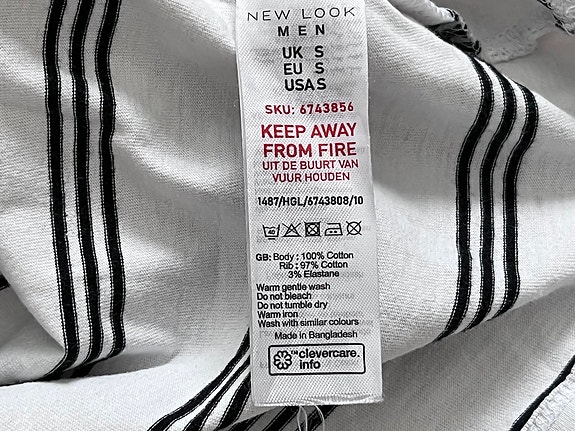 NEW LOOK
MEN
UK S
EU S
USA S
SKU: 6743856
KEEP AWAY
FROM FIRE
UIT DE BUURT VAN
VUUR HOUDEN
1487/HGL/6743808/10
40
GB: Body : 100% Cotton
Rib : 97% Cotton
3% Elastane
Warm gentle wash
Do not bleach
Do not tumble dry
Warm iron
Wash with similar colours
Made in Bangladesh
™clevercare.
info